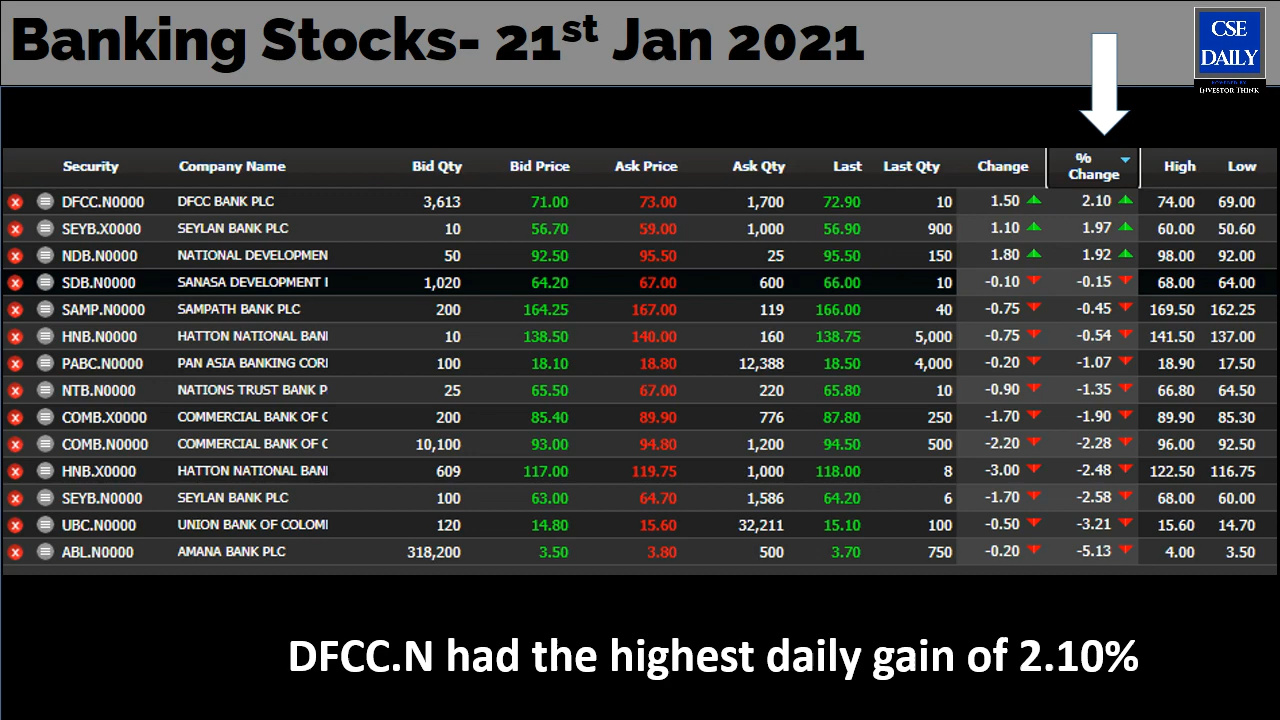 Banking Stocks- 21st Jan 2021
CSE
DAILY
POWERED BY
INVESTOR THINK
Security Company Name Bid Qty Bid Price Ask Price Ask Qty Last Last Qty Change % Change High Low
DFCC.N0000 DFCC BANK PLC 3,613 71.00 73.00 1,700 72.90 10 1.50 2.10 74.00 69.00
SEYB.X0000 SEYLAN BANK PLC 10 56.70 59.00 1,000 56.90 900 1.10 1.97 60.00 50.60
NDB.N0000 NATIONAL DEVELOPMEN 50 92.50 95.50 25 95.50 150 1.80 1.92 98.00 92.00
SDB.N0000 SANASA DEVELOPMENT 1,020 64.20 67.00 600 66.00 10 -0.10 -0.15 68.00 64.00
SAMP.N0000 SAMPATH BANK PLC 200 164.25 167.00 119 166.00 40 -0.75 -0.45 169.50 162.25
HNB.N0000 HATTON NATIONAL BAN 10 138.50 140.00 160 138.75 5,000 -0.75 -0.54 141.50 137.00
PABC.N0000 PAN ASIA BANKING COR 100 18.10 18.80 12,388 18.50 4,000 -0.20 -1.07 18.90 17.50
NTB.N0000 NATIONS TRUST BANK P 25 65.50 67.00 220 65.80 10 -0.90 -1.35 66.80 64.50
COMB.X0000 COMMERCIAL BANK OF C 200 85.40 89.90 776 87.80 250 -1.70 -1.90 89.90 85.30
COMB.N0000 COMMERCIAL BANK OF C 10,100 93.00 94.80 1,200 94.50 500 -2.20 -2.28 96.00 92.50
HNB.X0000 HATTON NATIONAL BAN 609 117.00 119.75 1,000 118.00 8 -3.00 -2.48 122.50 116.75
SEYB.N0000 SEYLAN BANK PLC 100 63.00 64.70 1,586 64.20 6 -1.70 -2.58 68.00 60.00
UBC.N0000 UNION BANK OF COLOM 120 14.80 15.60 32,211 15.10 100 -0.50 -3.21 15.60 14.70
ABL.N0000 AMANA BANK PLC 318,200 3.50 3.80 500 3.70 750 -0.20 -5.13 4.00 3.50
DFCC.N had the highest daily gain of 2.10%